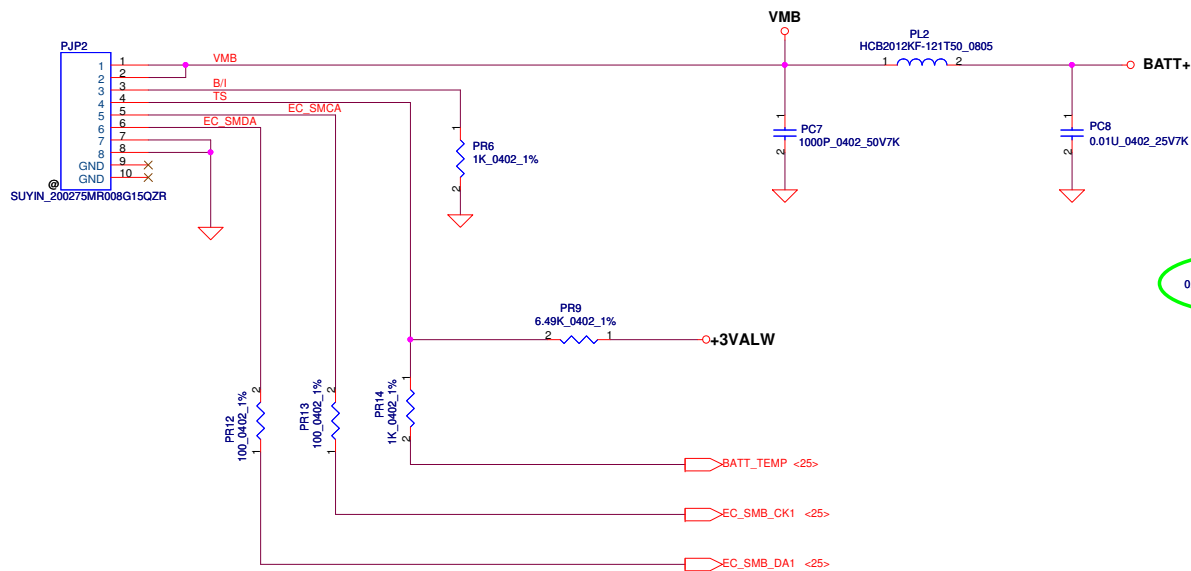 VMB
PL2
HCB2012KF-121T50_0805
PJP2
VMB
1 2
BATT+
1 1
2 2
B/I
3 3
TS
4 4
EC_SMCA
5 5
EC_SMDA
6 6
7 7
8 8
GND 9
GND 10
@
SUYIN_200275MR008G15QZR
1
PR6
1K_0402_1%
2
1
PC7
1000P_0402_50V7K
2
1
PC8
0.01U_0402_25V7K
2
0
PR9
6.49K_0402_1%
2 1
+3VALW
2
PR12
100_0402_1%
1
2
PR13
100_0402_1%
1
1
PR14
1K_0402_1%
2
BATT_TEMP <25>
EC_SMB_CK1 <25>
EC_SMB_DA1 <25>